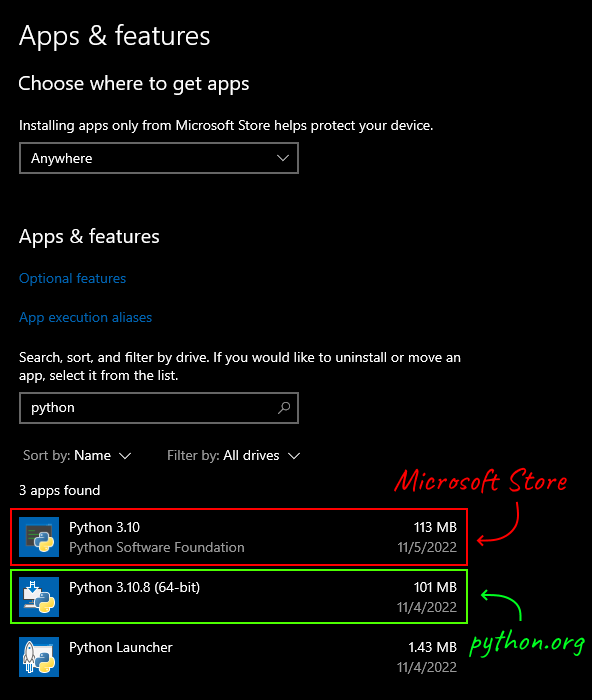 Apps & features
Choose where to get apps
Installing apps only from Microsoft Store helps protect your device.
Anywhere
Apps & features
Optional features
App execution aliases
Search, sort, and filter by drive. If you would like to uninstall or move an
app, select it from the list.
python
Sort by: Name Filter by: All drives
3 apps found
Microsoft Store
Python 3.10 113 MB
Python Software Foundation 11/5/2022
Python 3.10.8 (64-bit) 101 MB
11/4/2022
python.org
Python Launcher 1.43 MB
11/4/2022